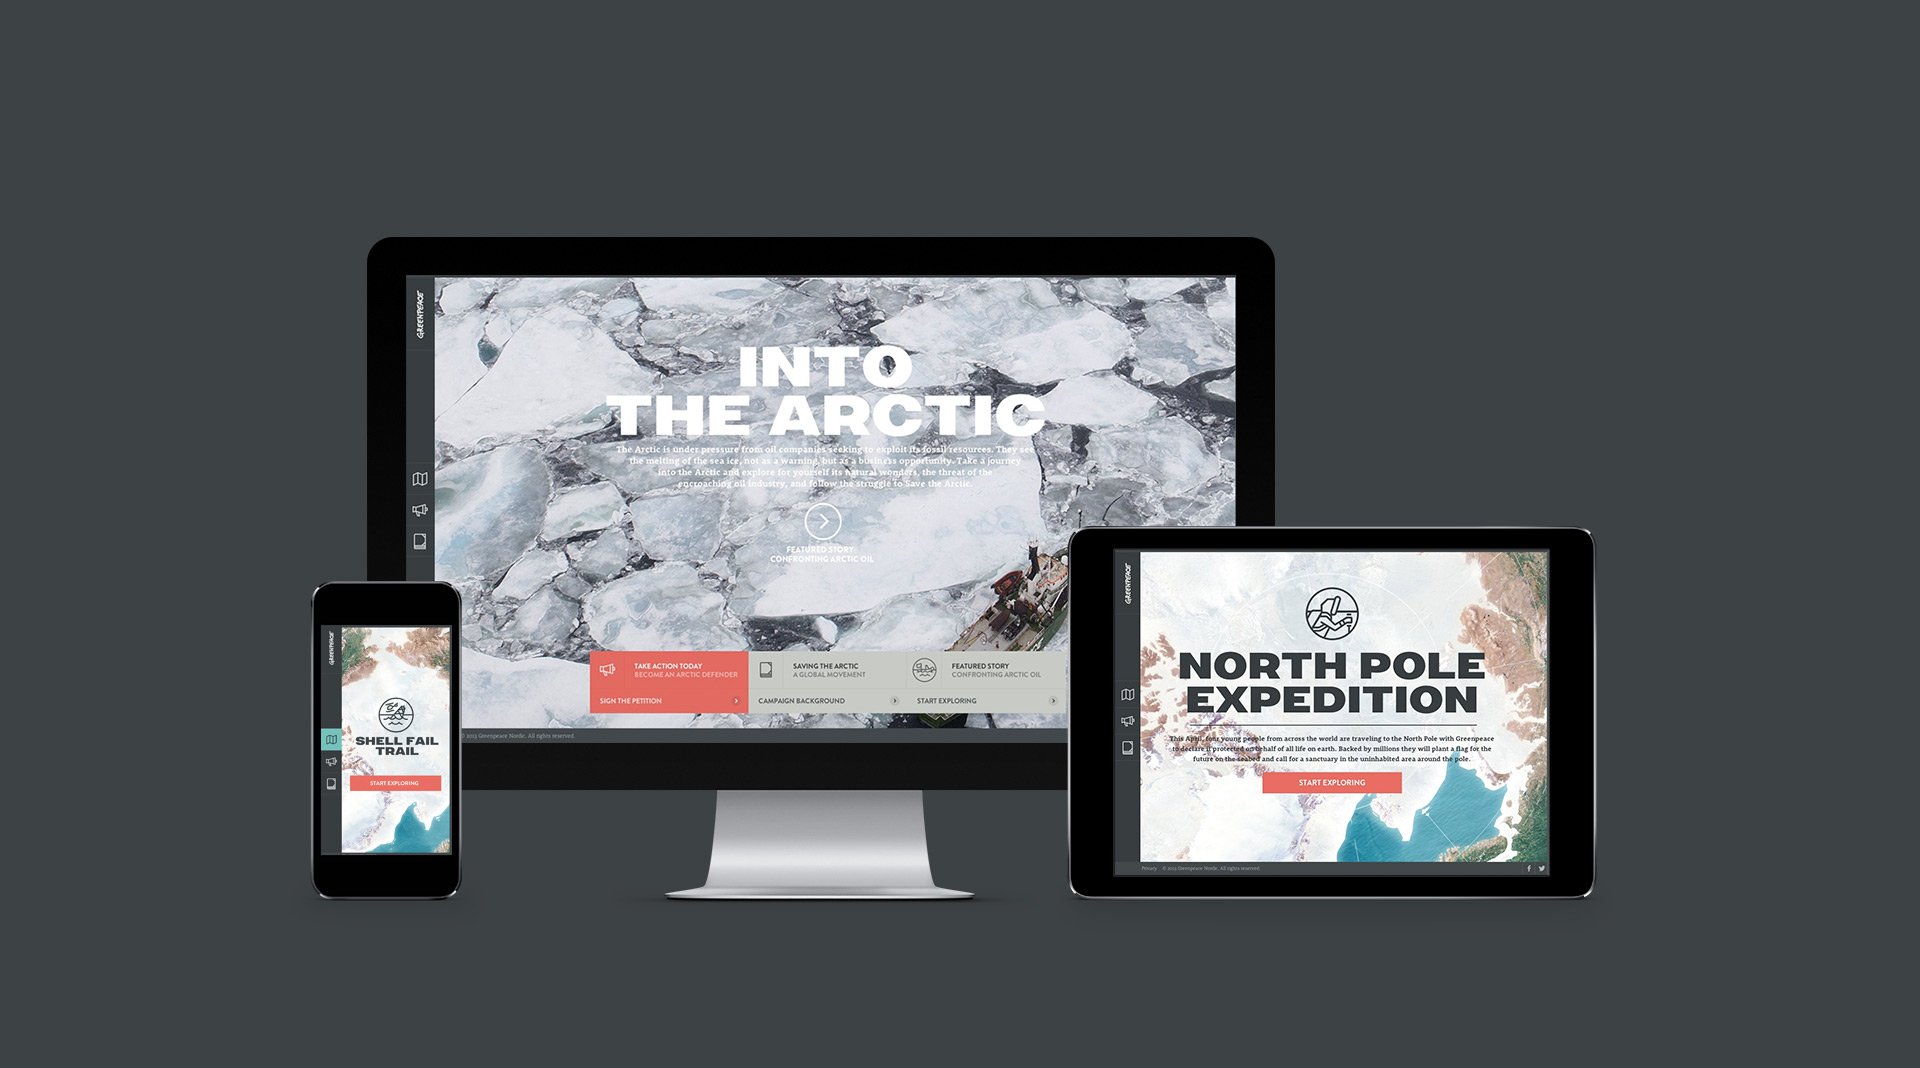 GREENPEACE
INTO
THE ARCTIC
The Arctic is under pressure from oil companies seeking to exploit its fossil resources. They see
the melting of the sea ice, not as a warning, but as a business opportunity. Take a journey
into the Arctic and explore for yourself its natural wonders, the threat of the
encroaching oil industry, and follow the struggle to Save the Arctic.
FEATURED STORY:
CONFRONTING ARCTIC OIL
TAKE ACTION TODAY
BECOME AN ARCTIC DEFENDER
SIGN THE PETITION
SAVING THE ARCTIC
A GLOBAL MOVEMENT
CAMPAIGN BACKGROUND
FEATURED STORY
CONFRONTING ARCTIC OIL
START EXPLORING
© 2013 Greenpeace Nordic. All rights reserved.
GREENPEACE
SHELL FAIL
TRAIL
START EXPLORING
GREENPEACE
NORTH POLE
EXPEDITION
This April, four young people from across the world are traveling to the North Pole with Greenpeace
to declare it protected on behalf of all life on earth. Backed by millions they will plant a flag for the
future on the seabed and call for a sanctuary in the uninhabited area around the pole.
START EXPLORING
Privacy © 2013 Greenpeace Nordic. All rights reserved.